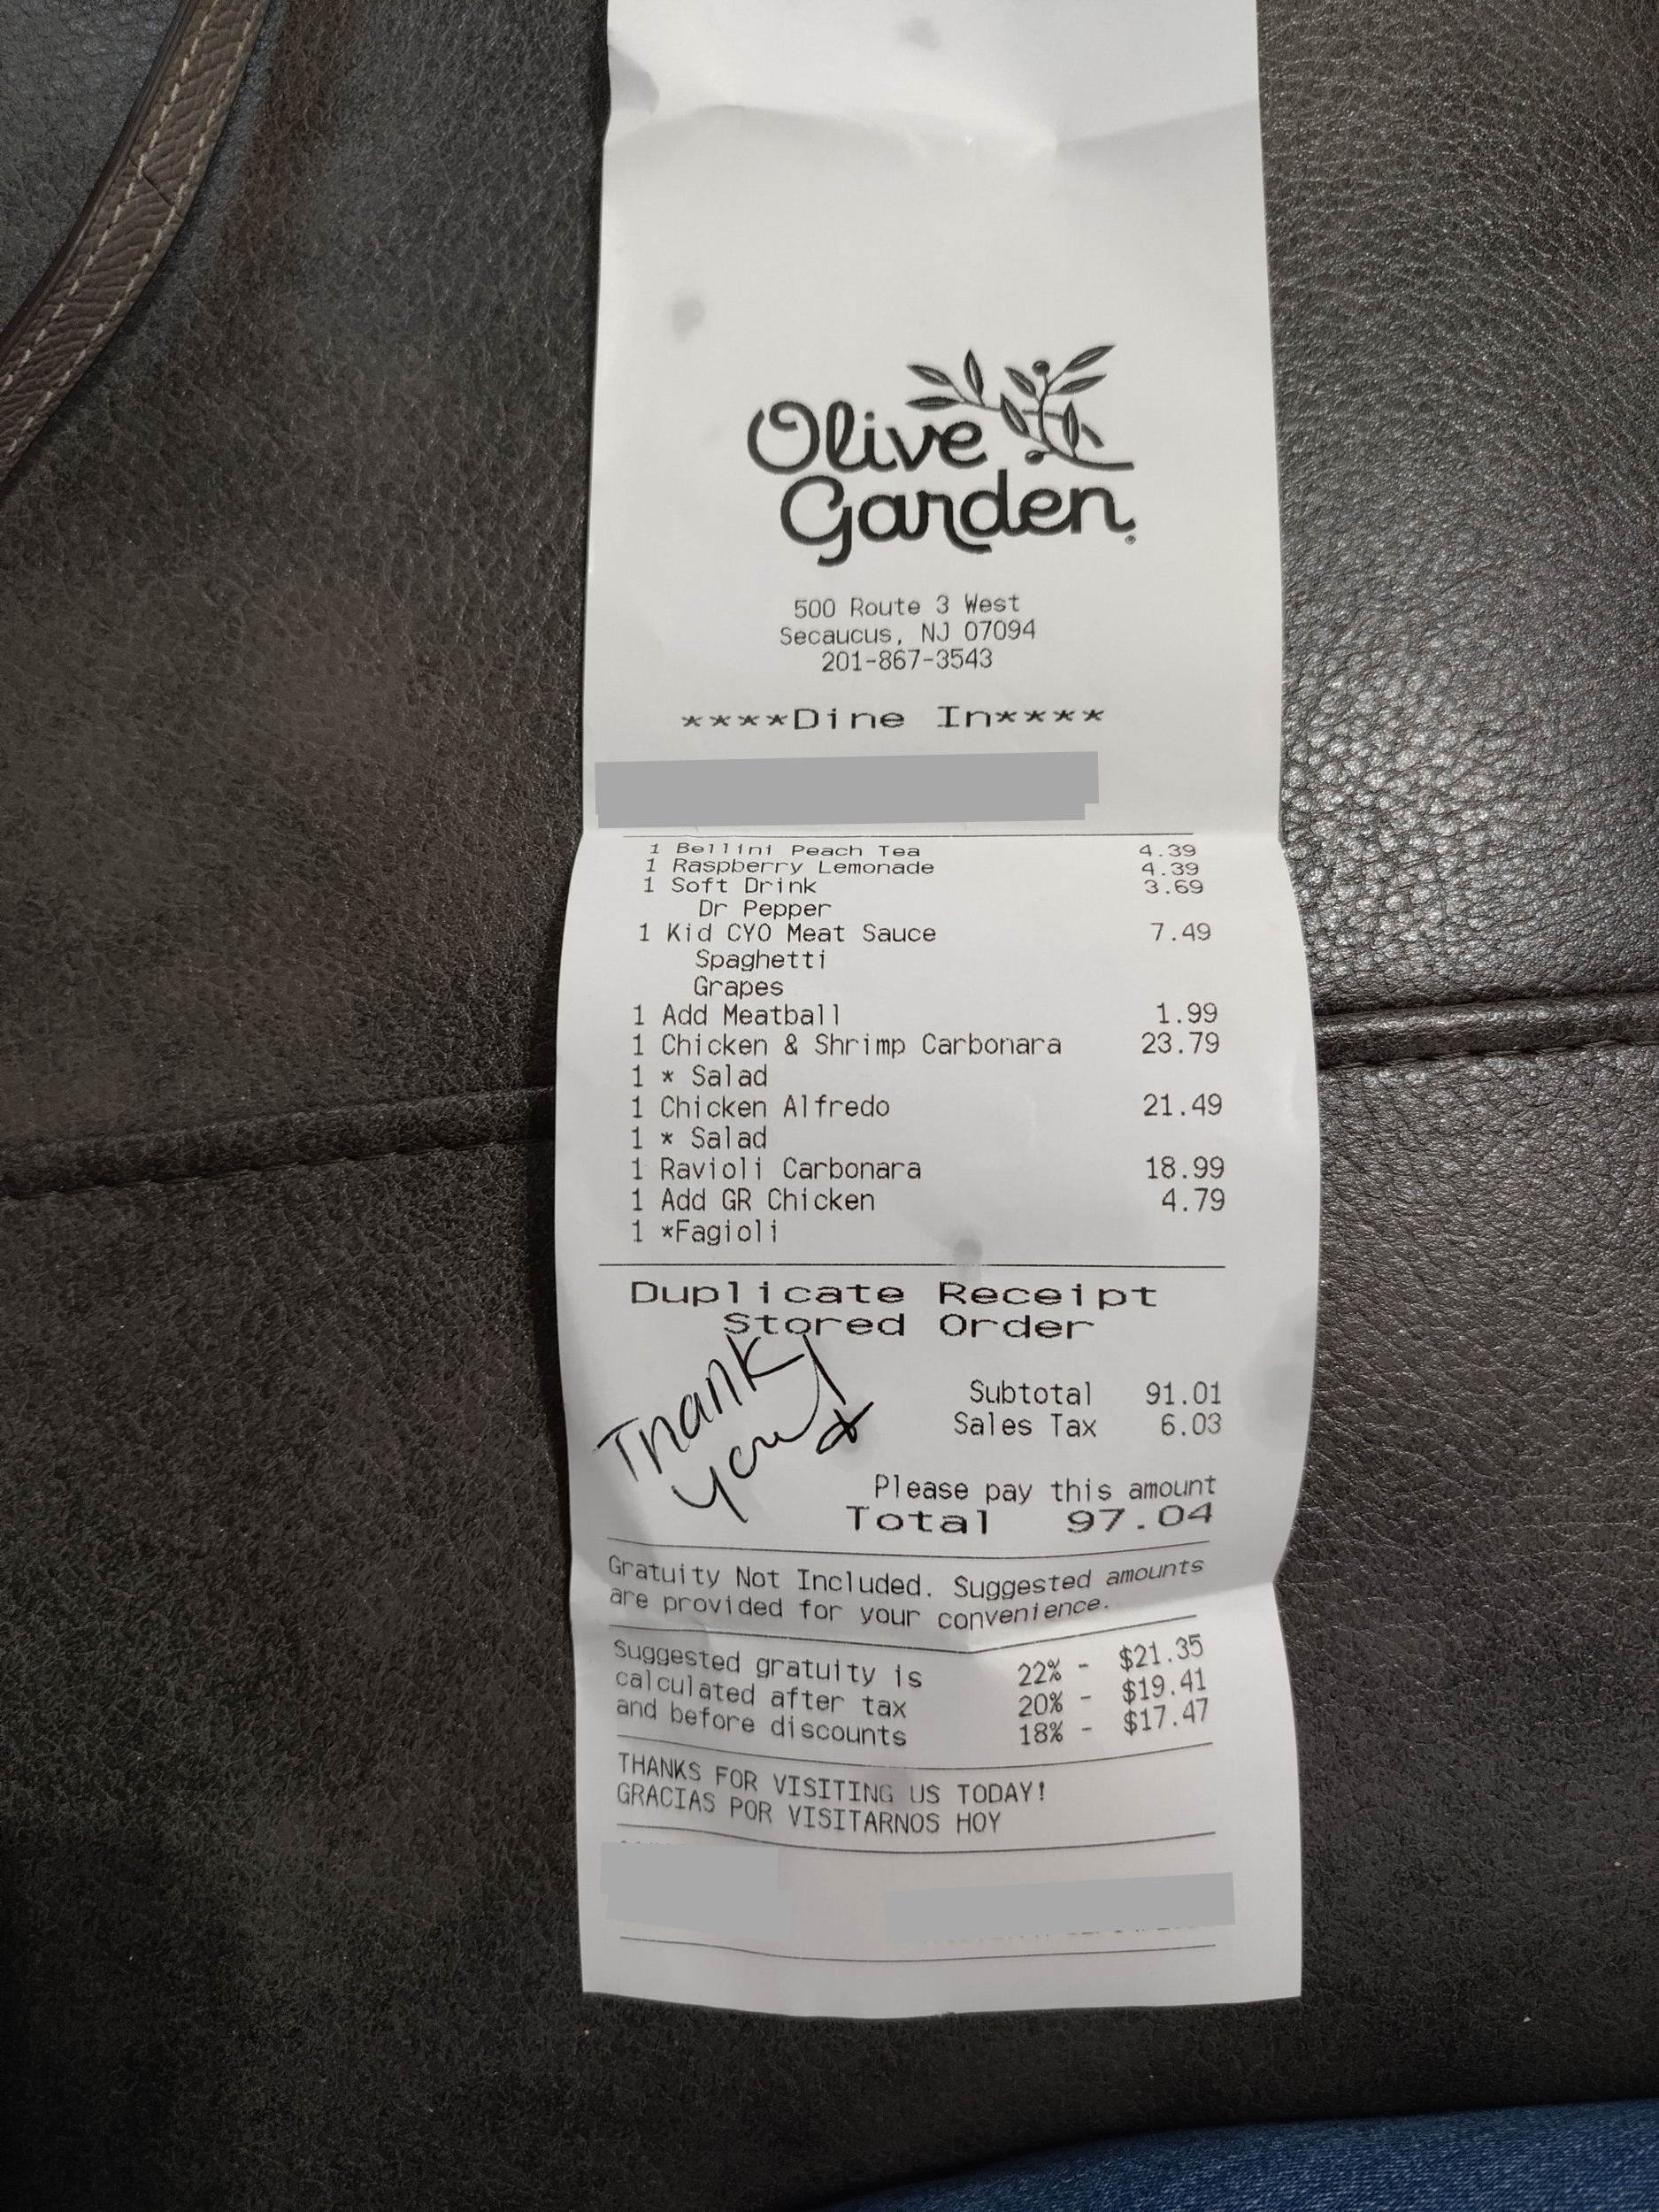 Olive
Garden
500 Route 3 West
Secaucus, NJ 07094
201-867-3543
****Dine In****
1 Bellini Peach Tea 4.39
1 Raspberry Lemonade 4.39
1 Soft Drink 3.69
Dr Pepper
1 Kid CYO Meat Sauce 7.49
Spaghetti
Grapes
1 Add Meatball 1.99
1 Chicken & Shrimp Carbonara 23.79
1 * Salad
1 Chicken Alfredo 21.49
1 * Salad
1 Ravioli Carbonara 18.99
1 Add GR Chicken 4.79
1 *Fagioli
Duplicate Receipt
Stored Order
Thank
you!
Subtotal 91.01
Sales Tax 6.03
Please pay this amount
Total 97.04
Gratuity Not Included. Suggested amounts
are provided for your convenience.
Suggested gratuity is 22% - $21.35
calculated after tax 20% - $19.41
and before discounts 18% - $17.47
THANKS FOR VISITING US TODAY!
GRACIAS POR VISITARNOS HOY